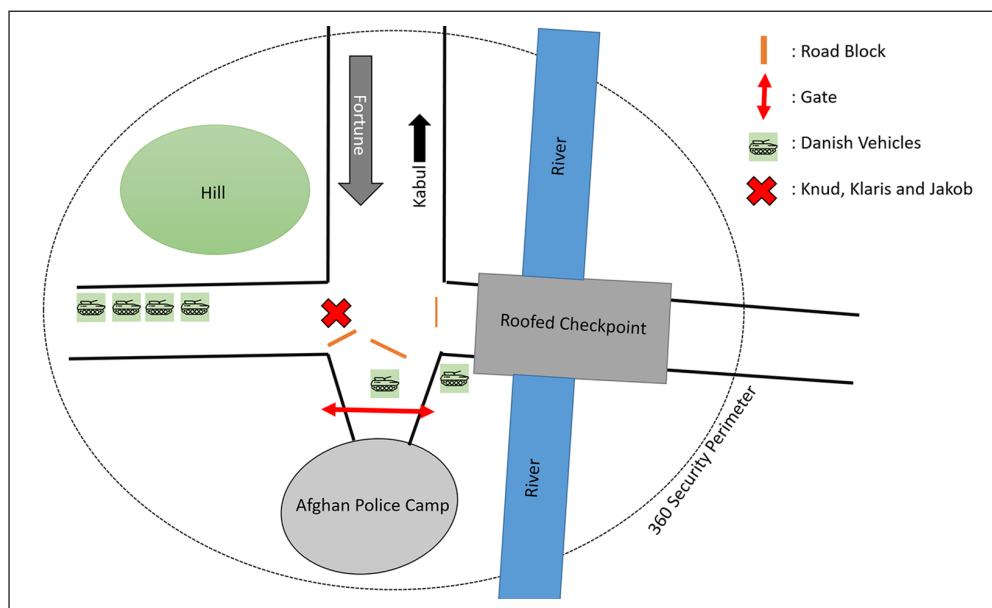 : Road Block
: Gate
: Danish Vehicles
: Knud, Klaris and Jakob
Fortune
Kabul
River
Hill
Roofed Checkpoint
360 Security Perimeter
Afghan Police Camp
River